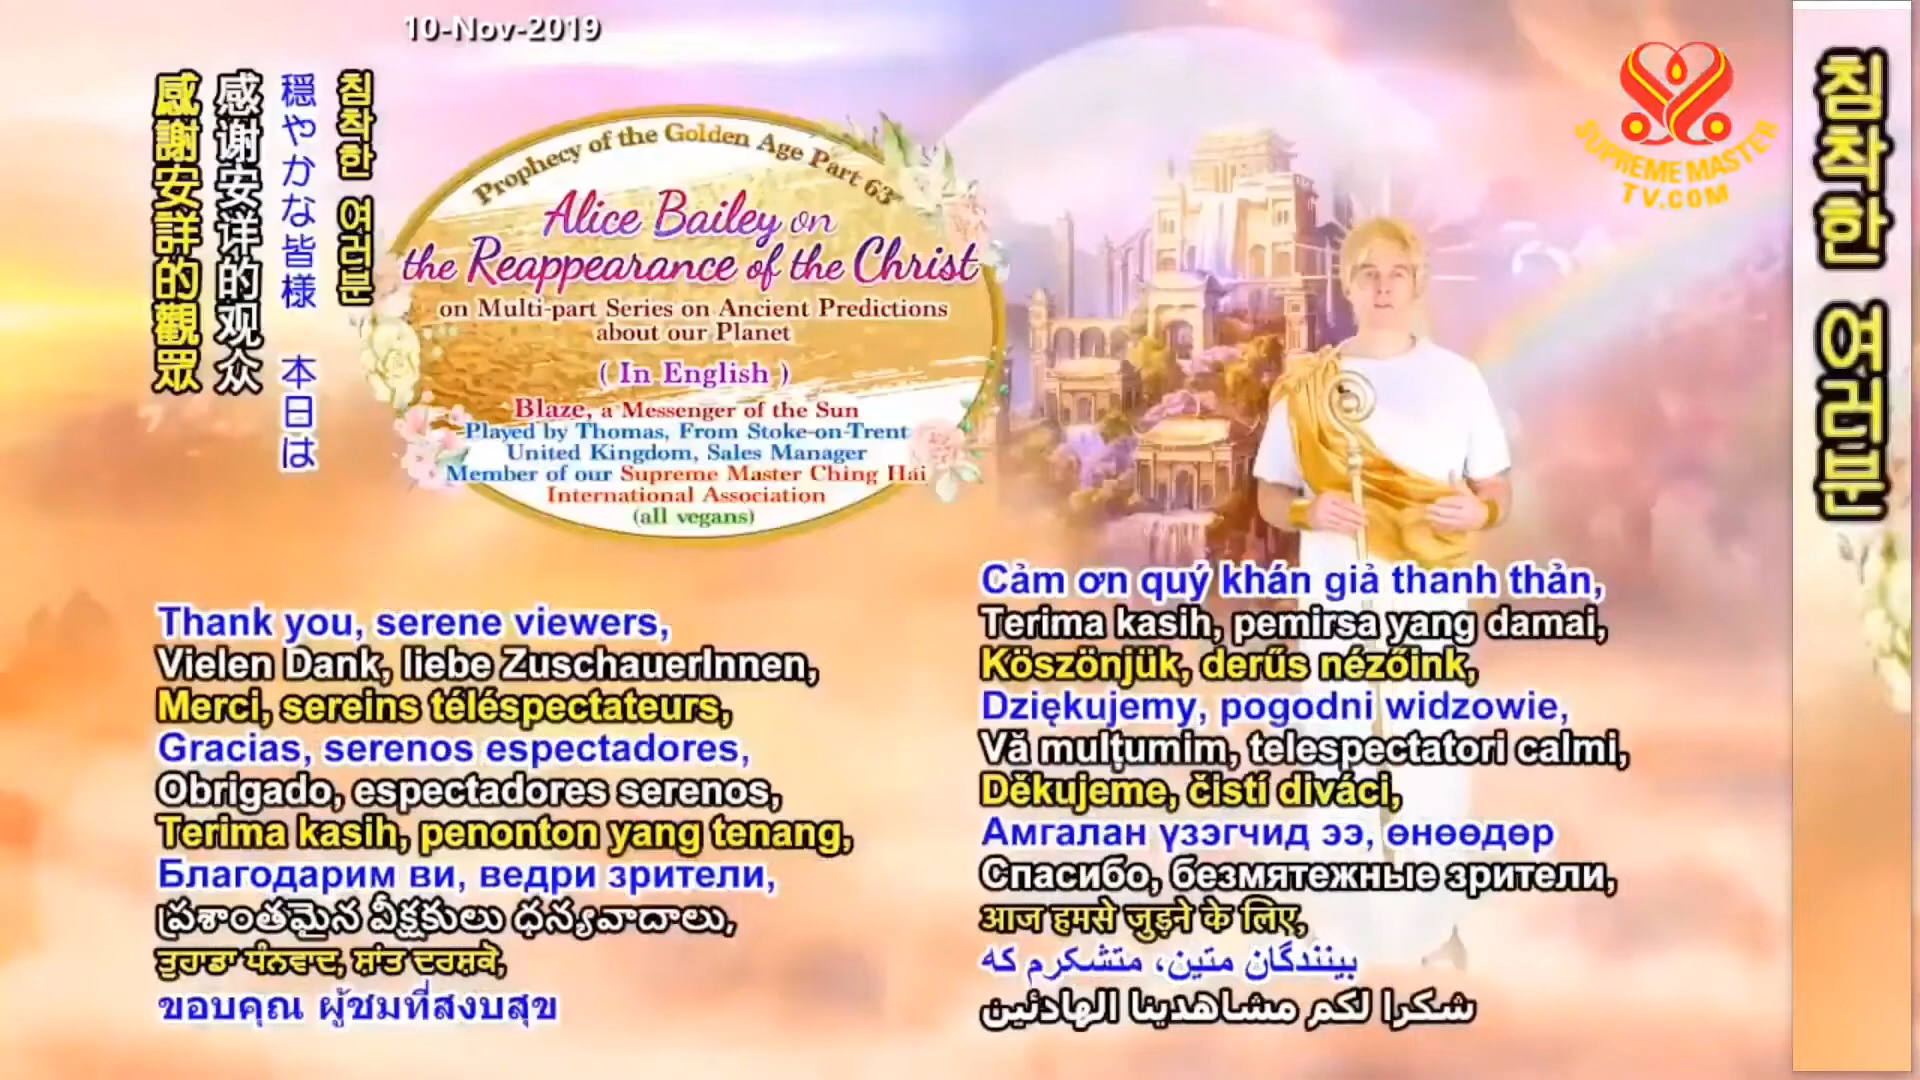 10-Nov-2019
感謝安詳的觀眾
感谢安详的观众
穏やかな皆様 本日は
침착한 여러분
Prophecy of the Golden Age Part 63
Alice Bailey on
the Reappearance of the Christ
on Multi-part Series on Ancient Predictions
about our Planet
( In English )
Blaze, a Messenger of the Sun
Played by Thomas, From Stoke-on-Trent
United Kingdom, Sales Manager
Member of our Supreme Master Ching Hai
International Association
(all vegans)
SUPREME MASTER
TV.COM
침착한 여러분
Thank you, serene viewers,
Vielen Dank, liebe ZuschauerInnen,
Merci, sereins téléspectateurs,
Gracias, serenos espectadores,
Obrigado, espectadores serenos,
Terima kasih, penonton yang tenang,
Благодарим ви, ведри зрители,
ప్రశాంతమైన వీక్షకులు ధన్యవాదాలు,
ਤੁਹਾਡਾ ਧੰਨਵਾਦ, ਸ਼ਾਂਤ ਦਰਸ਼ਕੋ,
ขอบคุณ ผู้ชมที่สงบสุข
Cảm ơn quý khán giả thanh thản,
Terima kasih, pemirsa yang damai,
Köszönjük, derűs nézőink,
Dziękujemy, pogodni widzowie,
Vă mulțumim, telespectatori calmi,
Děkujeme, čistí diváci,
Амгалан үзэгчид ээ, өнөөдөр
Спасибо, безмятежные зрители,
आज हमसे जुड़ने के लिए,
بینندگان متین، متشکرم که
شكرا لكم مشاهدينا الهادئين